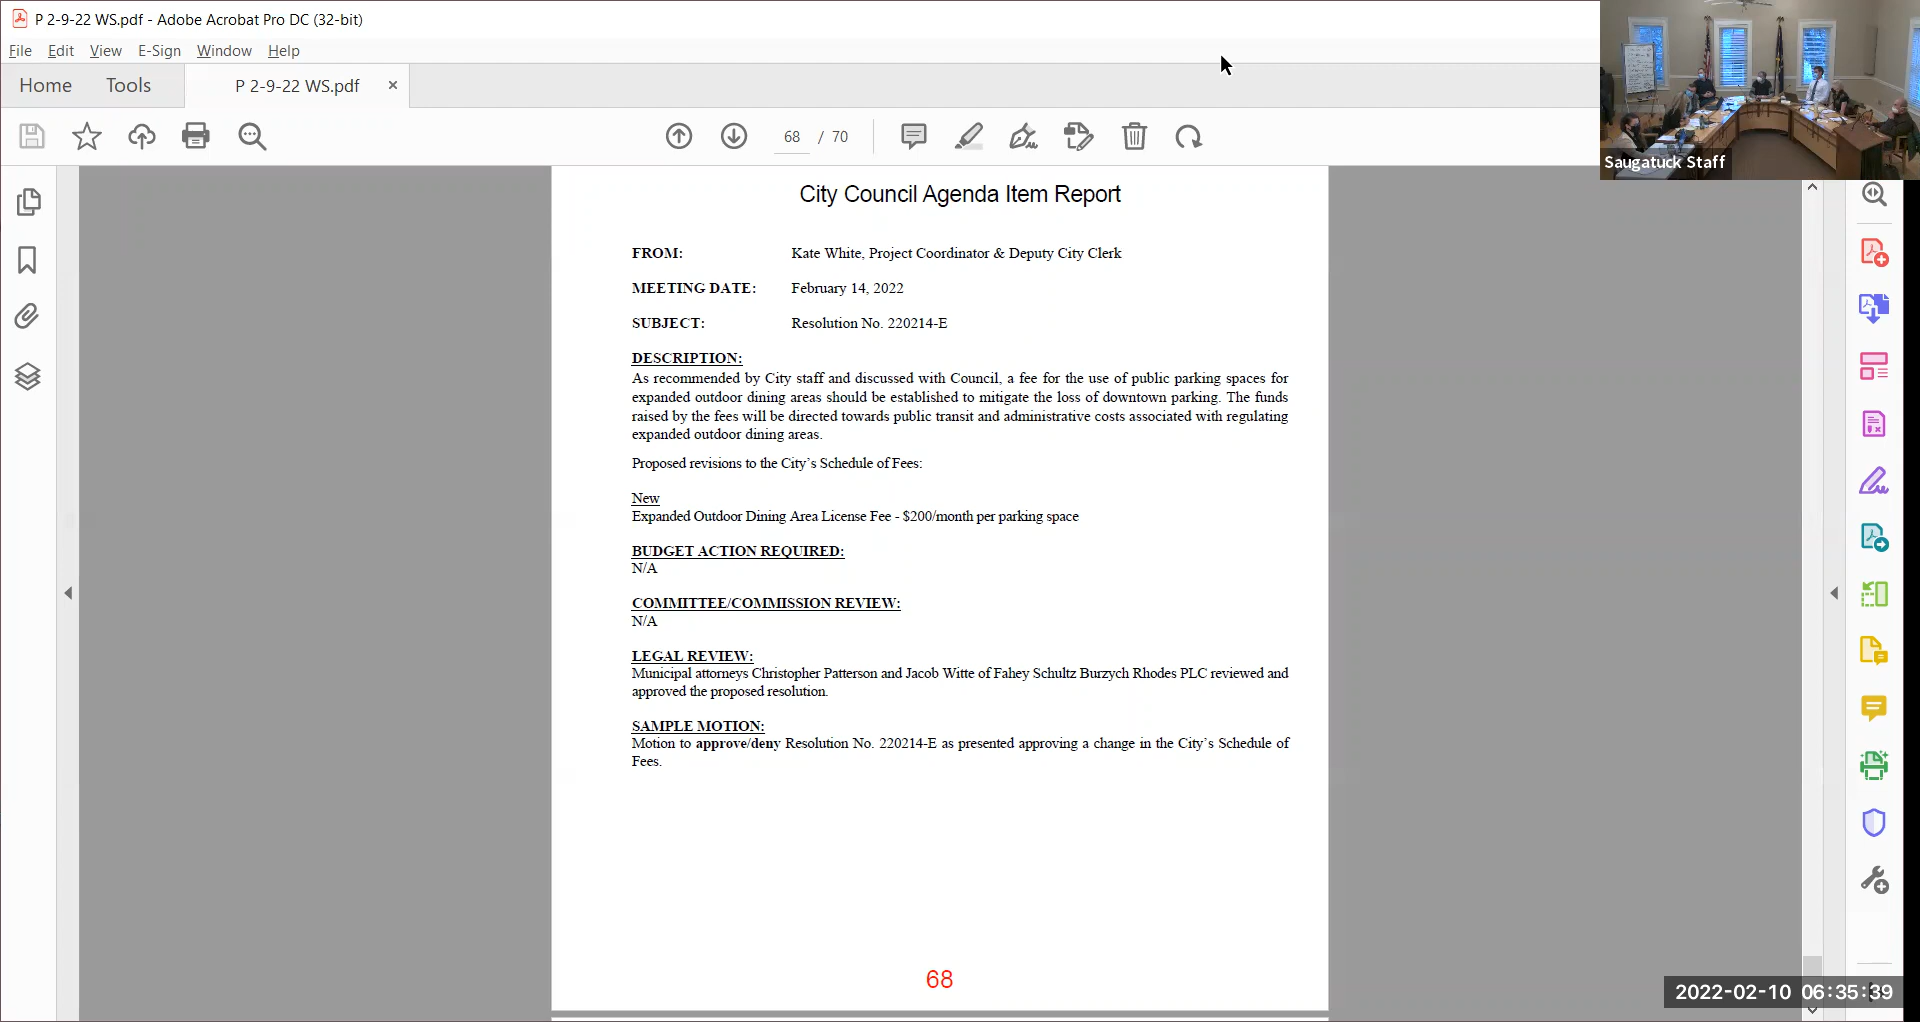 P 2-9-22 WS.pdf - Adobe Acrobat Pro DC (32-bit)
File Edit View E-Sign Window Help
Home Tools P 2-9-22 WS.pdf ×
68 / 70
Saugatuck Staff
City Council Agenda Item Report
FROM: Kate White, Project Coordinator & Deputy City Clerk
MEETING DATE: February 14, 2022
SUBJECT: Resolution No. 220214-E
DESCRIPTION:
As recommended by City staff and discussed with Council, a fee for the use of public parking spaces for
expanded outdoor dining areas should be established to mitigate the loss of downtown parking. The funds
raised by the fees will be directed towards public transit and administrative costs associated with regulating
expanded outdoor dining areas.
Proposed revisions to the City’s Schedule of Fees:
New
Expanded Outdoor Dining Area License Fee - $200/month per parking space
BUDGET ACTION REQUIRED:
N/A
COMMITTEE/COMMISSION REVIEW:
N/A
LEGAL REVIEW:
Municipal attorneys Christopher Patterson and Jacob Witte of Fahey Schultz Burzych Rhodes PLC reviewed and
approved the proposed resolution.
SAMPLE MOTION:
Motion to approve/deny Resolution No. 220214-E as presented approving a change in the City’s Schedule of
Fees.
68
2022-02-10 06:35:39